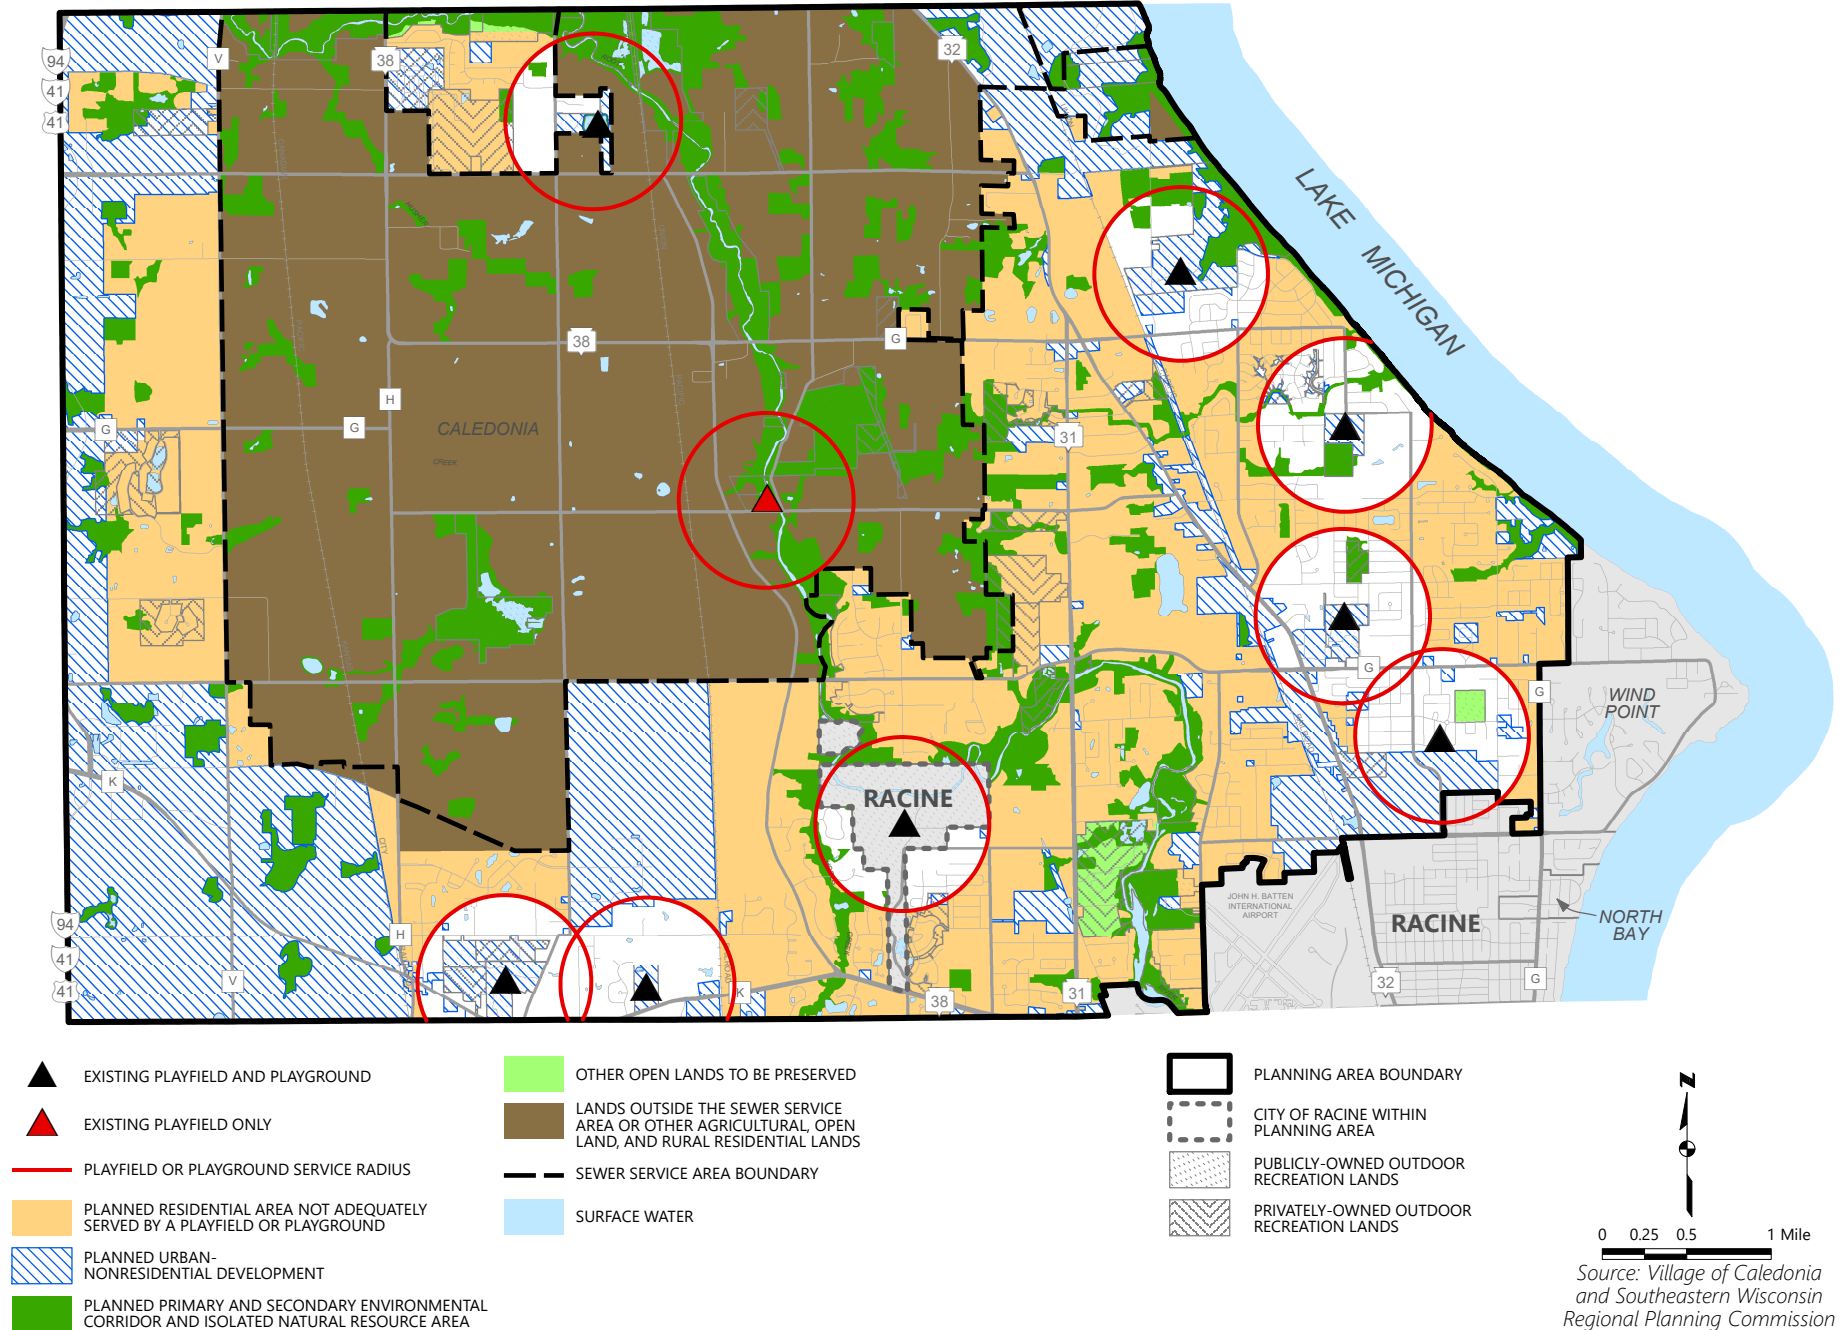 94
41
41
V
38
32
LAKE
MICHIGAN
38
G
H
G
G
31
CALEDONIA
CREEK
G
G
WIND
POINT
K
RACINE
JOHN H. BATTEN
INTERNATIONAL
AIRPORT
RACINE
NORTH
BAY
94
41
41
H
V
K
38
31
32
G
EXISTING PLAYFIELD AND PLAYGROUND
EXISTING PLAYFIELD ONLY
PLAYFIELD OR PLAYGROUND SERVICE RADIUS
PLANNED RESIDENTIAL AREA NOT ADEQUATELY
SERVED BY A PLAYFIELD OR PLAYGROUND
PLANNED URBAN-
NONRESIDENTIAL DEVELOPMENT
PLANNED PRIMARY AND SECONDARY ENVIRONMENTAL
CORRIDOR AND ISOLATED NATURAL RESOURCE AREA
OTHER OPEN LANDS TO BE PRESERVED
LANDS OUTSIDE THE SEWER SERVICE
AREA OR OTHER AGRICULTURAL, OPEN
LAND, AND RURAL RESIDENTIAL LANDS
SEWER SERVICE AREA BOUNDARY
SURFACE WATER
PLANNING AREA BOUNDARY
CITY OF RACINE WITHIN
PLANNING AREA
PUBLICLY-OWNED OUTDOOR
RECREATION LANDS
PRIVATELY-OWNED OUTDOOR
RECREATION LANDS
N
0 0.25 0.5 1 Mile
Source: Village of Caledonia
and Southeastern Wisconsin
Regional Planning Commission